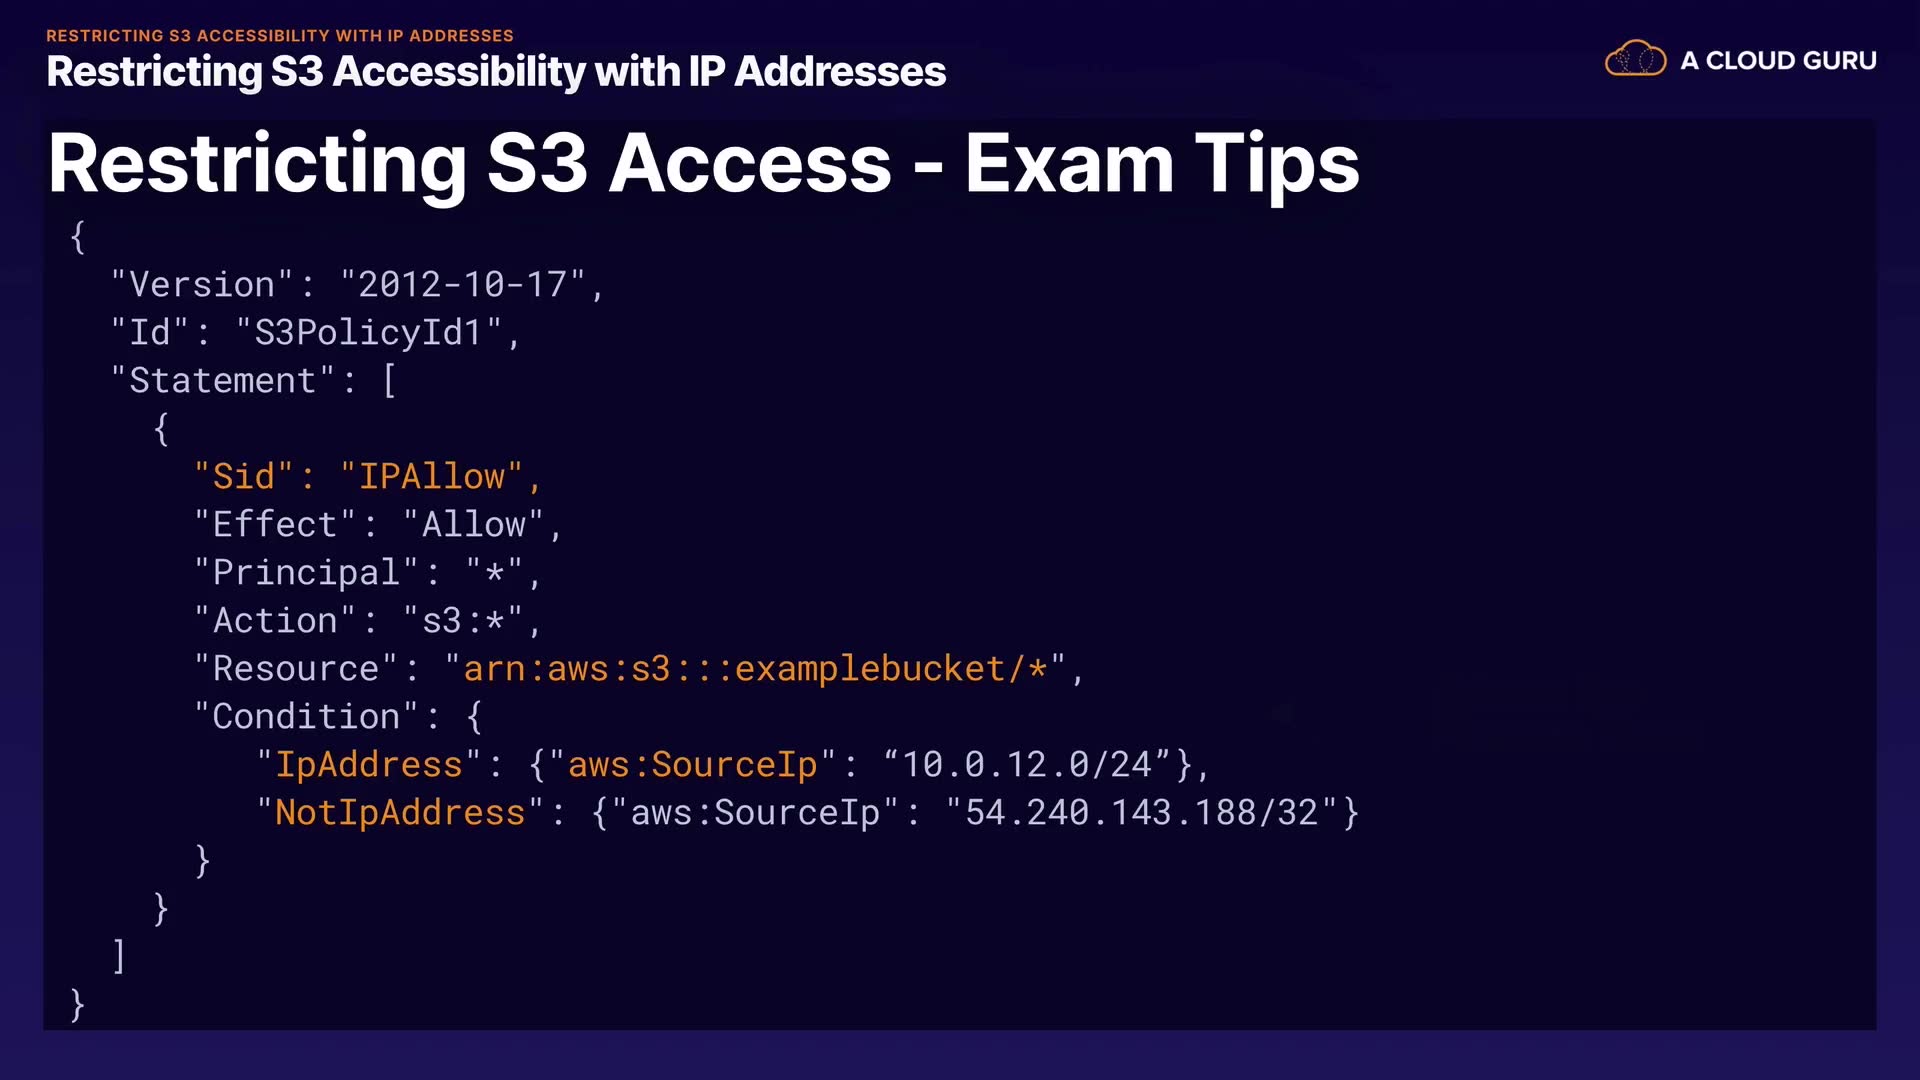 RESTRICTING S3 ACCESSIBILITY WITH IP ADDRESSES
Restricting S3 Accessibility with IP Addresses
A CLOUD GURU
Restricting S3 Access - Exam Tips
{
"Version": "2012-10-17",
"Id": "S3PolicyId1",
"Statement": [
{
"Sid": "IPAllow",
"Effect": "Allow",
"Principal": "*",
"Action": "s3:*",
"Resource": "arn:aws:s3:::examplebucket/*",
"Condition": {
"IpAddress": {"aws:SourceIp": “10.0.12.0/24”},
"NotIpAddress": {"aws:SourceIp": "54.240.143.188/32"}
}
}
]
}